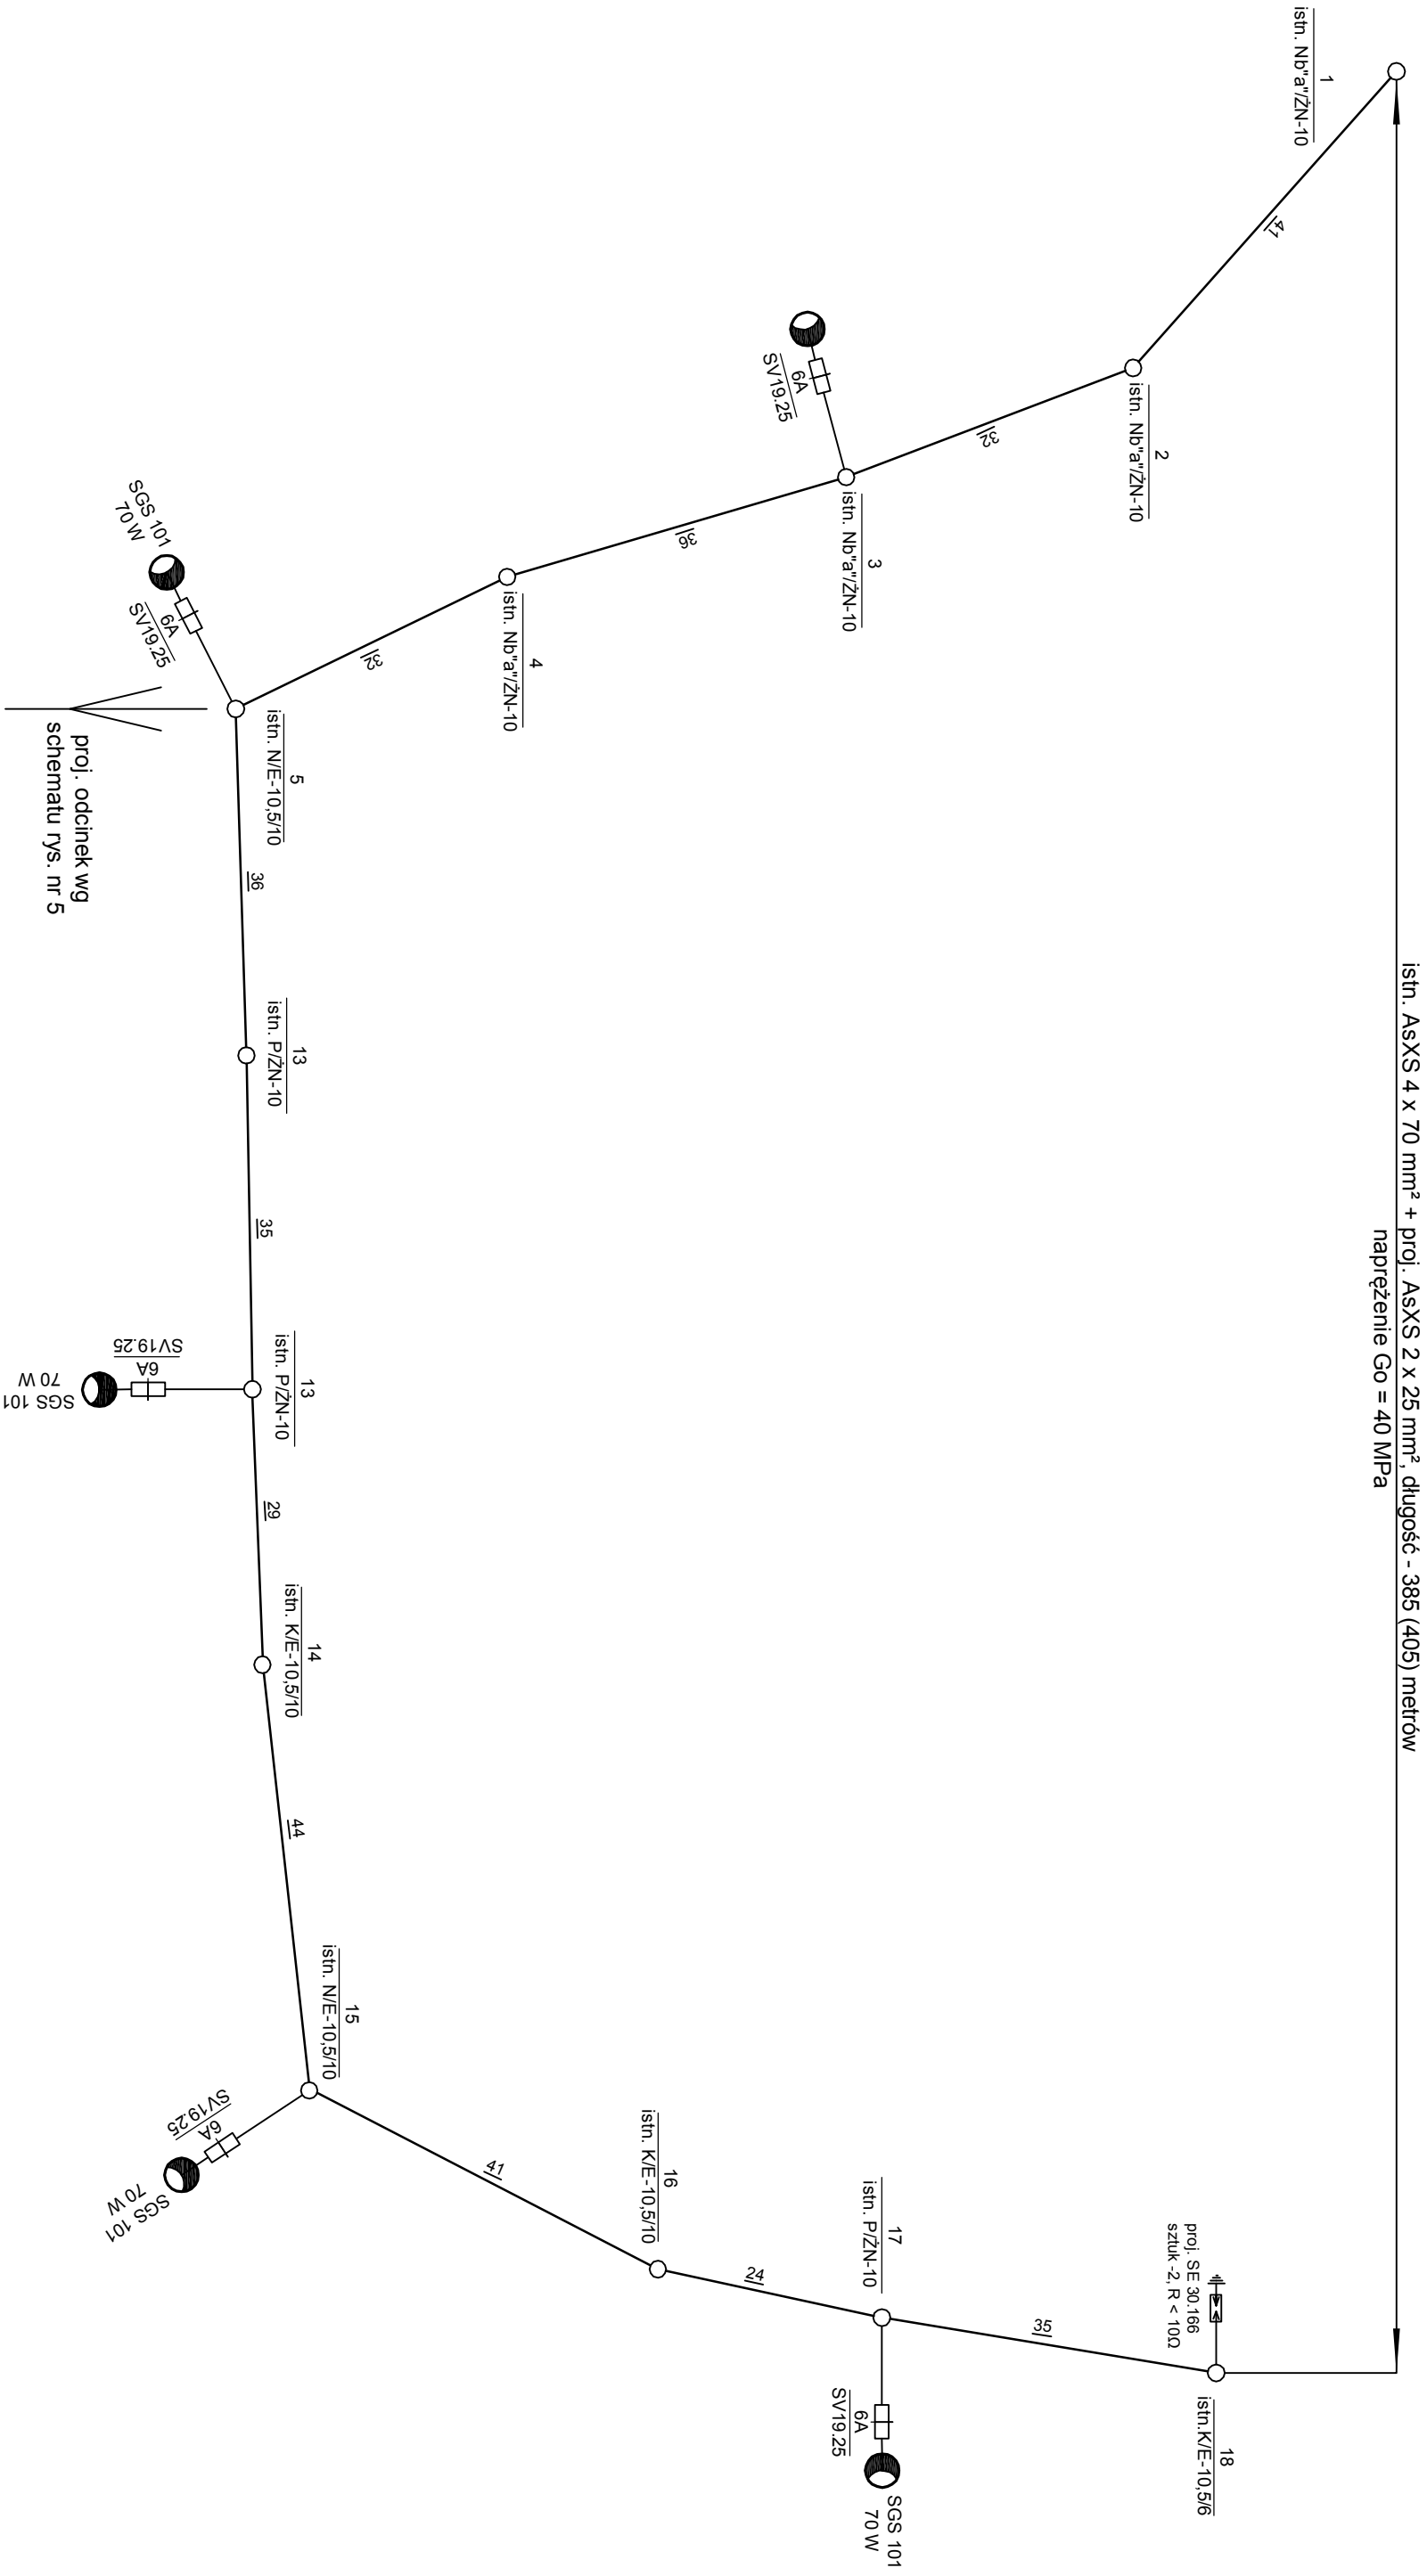 istn. AsXS 4 x 70 mm² + proj. AsXS 2 x 25 mm², długość - 385 (405) metrów
naprężenie Go = 40 MPa
1
istn. Nb"a"/ŻN-10
41
2
istn. Nb"a"/ŻN-10
32
3
istn. Nb"a"/ŻN-10
6A
SV19.25
36
4
istn. Nb"a"/ŻN-10
32
5
istn. N/E-10,5/10
SGS 101
70 W
6A
SV19.25
proj. odcinek wg
schematu rys. nr 5
36
13
istn. P/ŻN-10
35
13
istn. P/ŻN-10
6A
SV19.25
SGS 101
70 W
29
14
istn. K/E-10,5/10
44
15
istn. N/E-10,5/10
6A
SV19.25
SGS 101
70 W
41
16
istn. K/E-10,5/10
24
17
istn. P/ŻN-10
6A
SV19.25
SGS 101
70 W
35
proj. SE 30.166
sztuk -2, R < 10Ω
18
istn.K/E-10,5/6